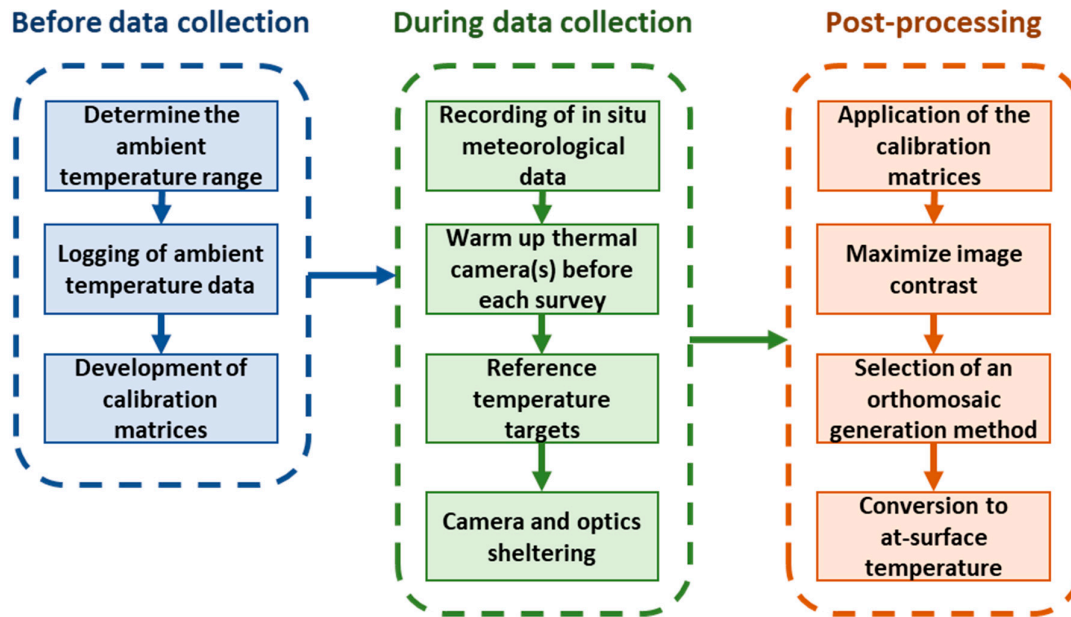 Before data collection
Determine the
ambient
temperature range
Logging of ambient
temperature data
Development of
calibration
matrices
During data collection
Recording of in situ
meteorological
data
Warm up thermal
camera(s) before
each survey
Reference
temperature
targets
Camera and optics
sheltering
Post-processing
Application of the
calibration
matrices
Maximize image
contrast
Selection of an
orthomosaic
generation method
Conversion to
at-surface
temperature